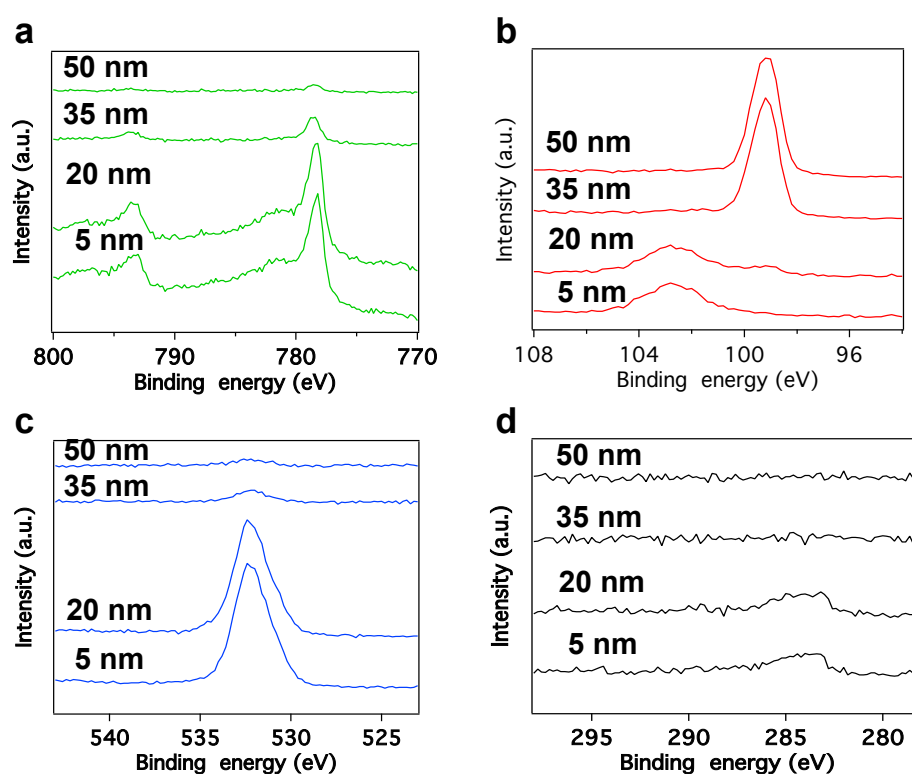 a
50 nm
35 nm
20 nm
5 nm
Intensity (a.u.)
800 790 780 770
Binding energy (eV)
b
50 nm
35 nm
20 nm
5 nm
Intensity (a.u.)
108 104 100 96
Binding energy (eV)
c
50 nm
35 nm
20 nm
5 nm
Intensity (a.u.)
540 535 530 525
Binding energy (eV)
d
50 nm
35 nm
20 nm
5 nm
Intensity (a.u.)
295 290 285 280
Binding energy (eV)